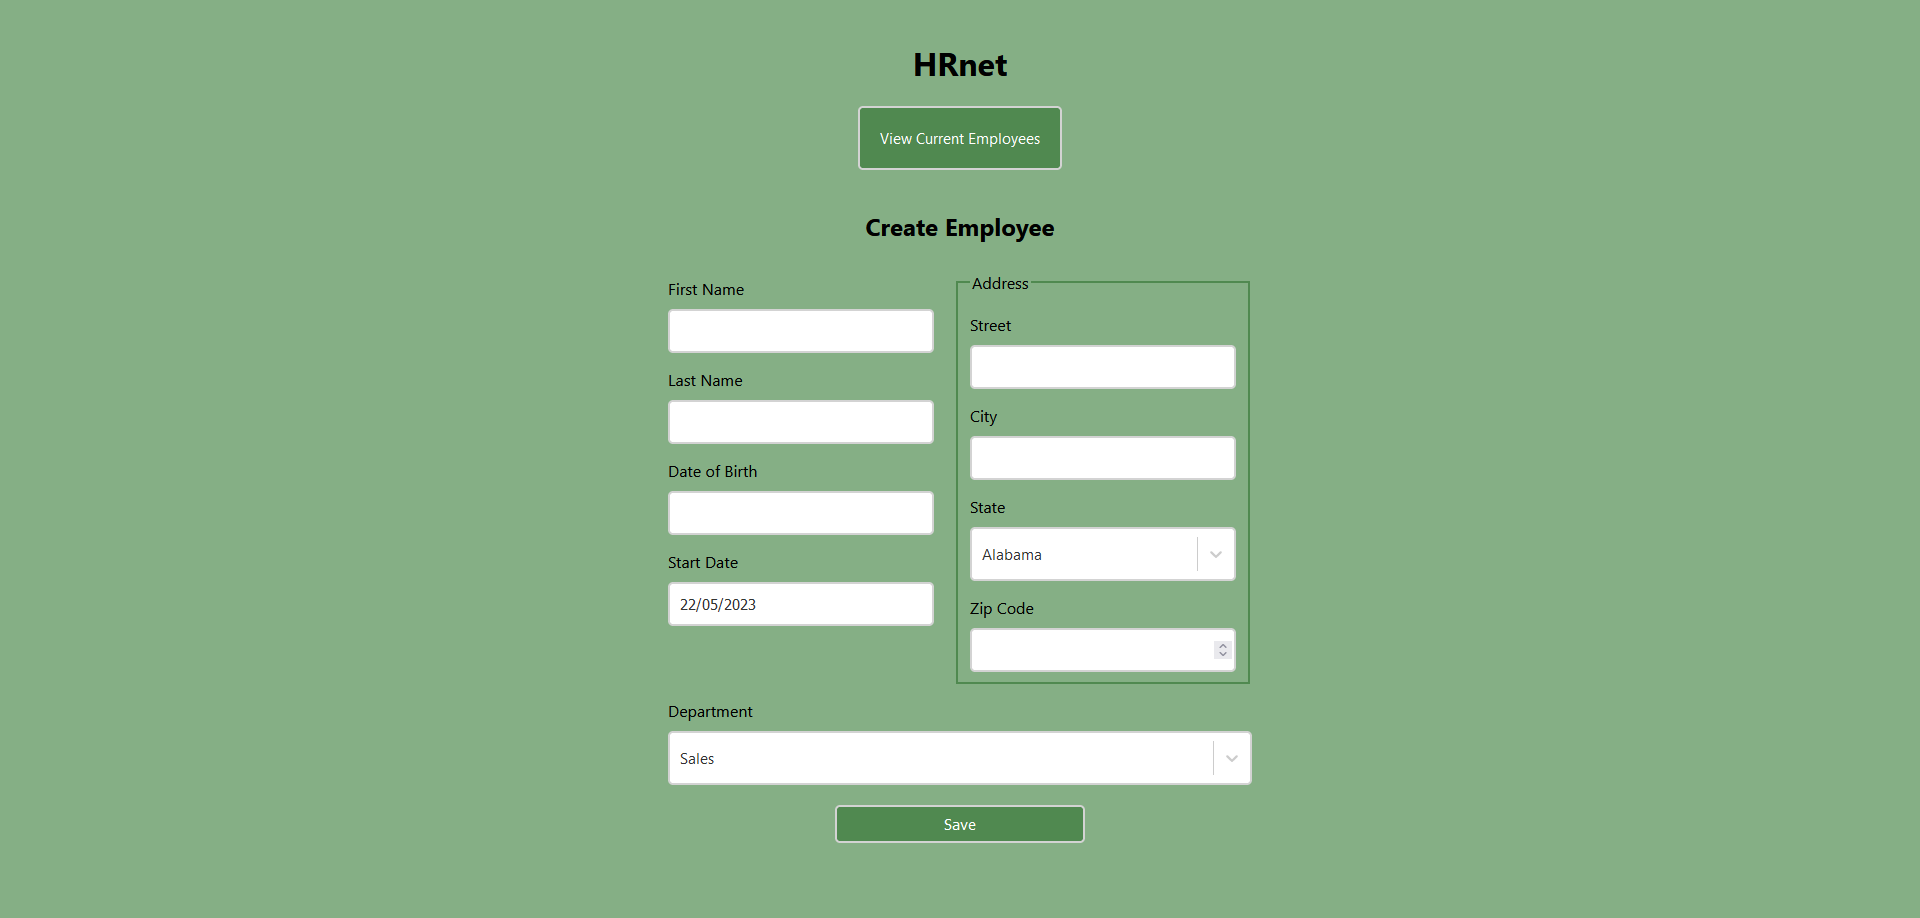 HRnet
View Current Employees
Create Employee
First Name
Last Name
Date of Birth
Start Date
22/05/2023
Address
Street
City
State
Alabama
Zip Code
Department
Sales
Save